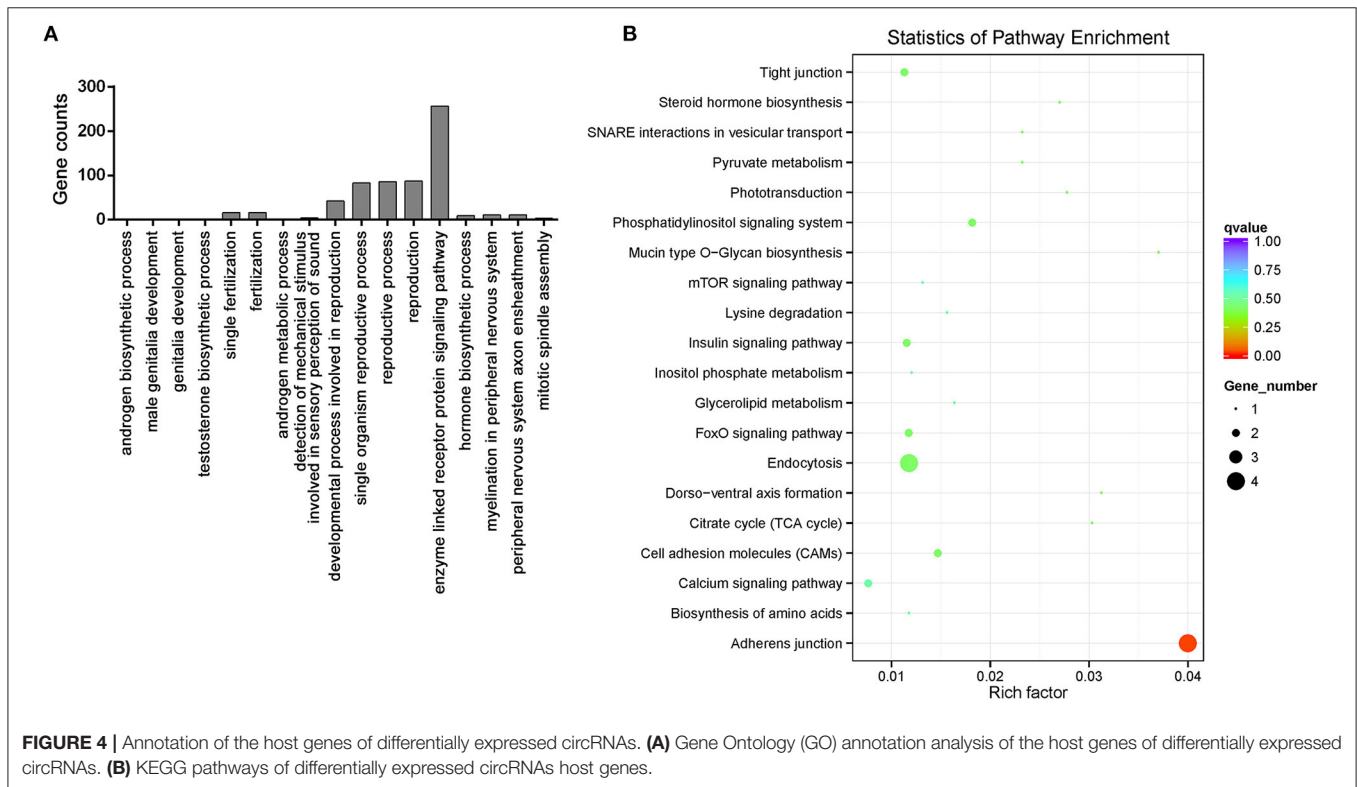 A
Gene counts
300
200
100
0
androgen biosynthetic process
male genitalia development
genitalia development
testosterone biosynthetic process
single fertilization
fertilization
androgen metabolic process
detection of mechanical stimulus
involved in sensory perception of sound
developmental process involved in reproduction
single organism reproductive process
reproductive process
reproduction
enzyme linked receptor protein signaling pathway
hormone biosynthetic process
myelination in peripheral nervous system
peripheral nervous system axon ensheathment
mitotic spindle assembly
B
Statistics of Pathway Enrichment
Tight junction
Steroid hormone biosynthesis
SNARE interactions in vesicular transport
Pyruvate metabolism
Phototransduction
Phosphatidylinositol signaling system
Mucin type O−Glycan biosynthesis
mTOR signaling pathway
Lysine degradation
Insulin signaling pathway
Inositol phosphate metabolism
Glycerolipid metabolism
FoxO signaling pathway
Endocytosis
Dorso−ventral axis formation
Citrate cycle (TCA cycle)
Cell adhesion molecules (CAMs)
Calcium signaling pathway
Biosynthesis of amino acids
Adherens junction
0.01 0.02 0.03 0.04
Rich factor
qvalue
1.00
0.75
0.50
0.25
0.00
Gene_number
1
2
3
4
FIGURE 4 | Annotation of the host genes of differentially expressed circRNAs. (A) Gene Ontology (GO) annotation analysis of the host genes of differentially expressed
circRNAs. (B) KEGG pathways of differentially expressed circRNAs host genes.